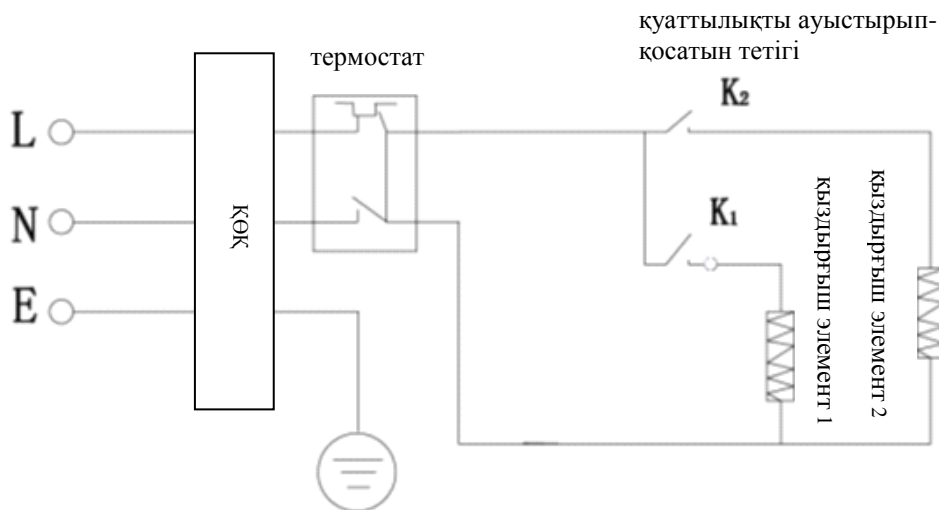 қуаттылықты ауыстырып-
қосатын тетігі
термостат
K₂
L
N
E
ҚӨҚ
K₁
қыздырғыш элемент 1
қыздырғыш элемент 2